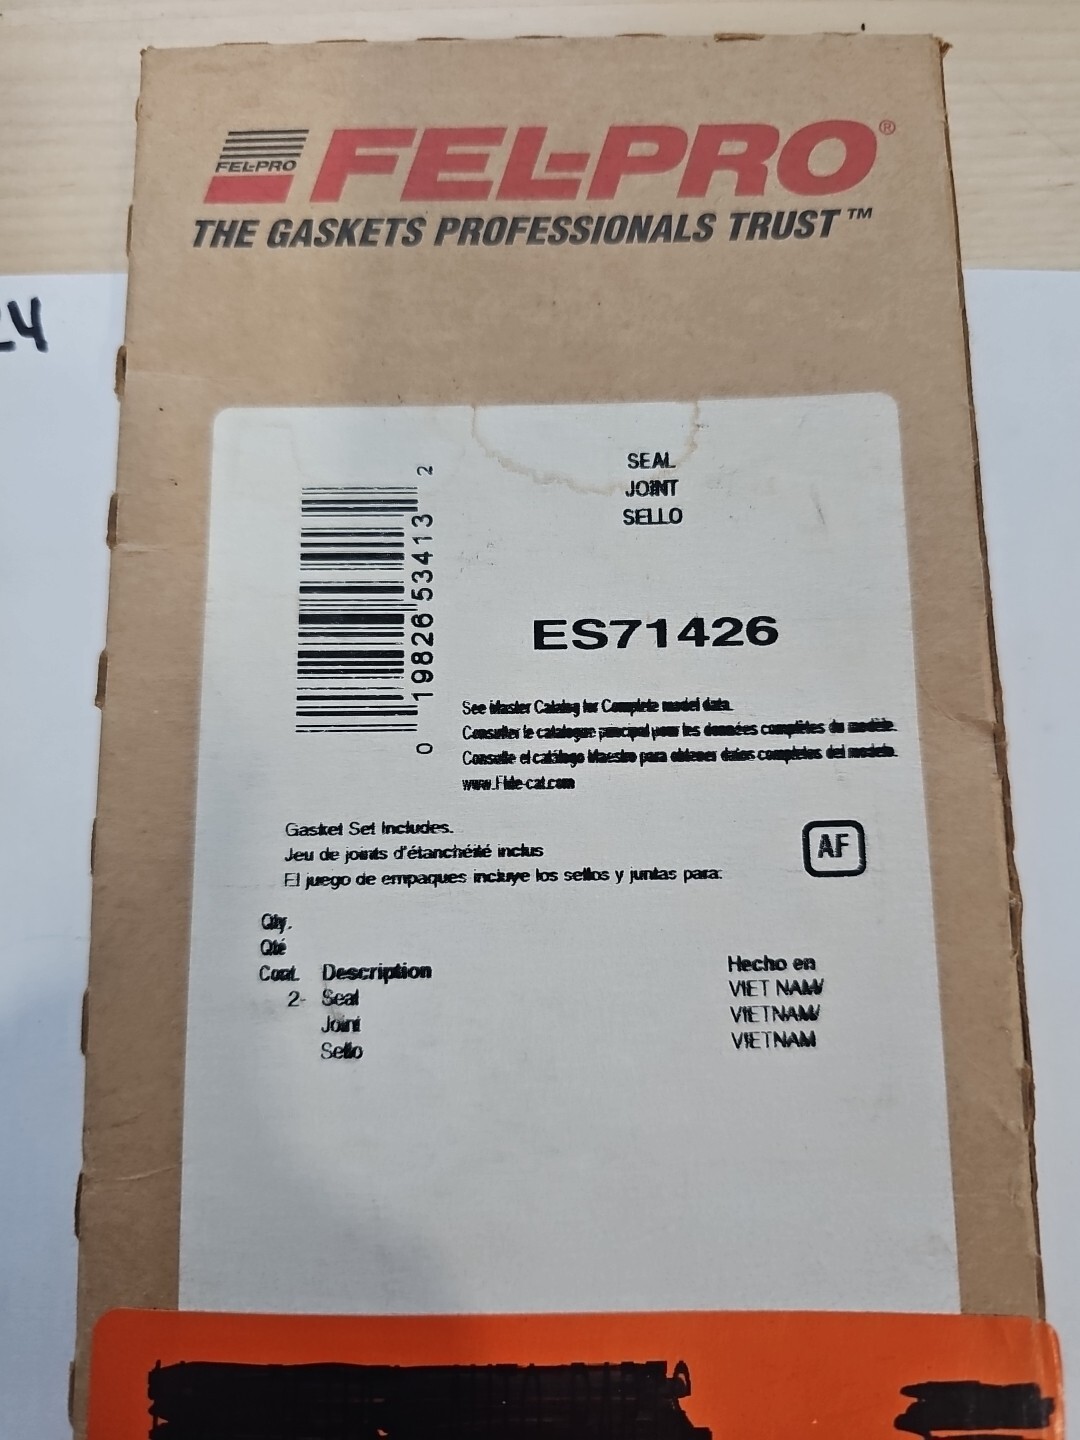 FEL-PRO
FEL-PRO®
THE GASKETS PROFESSIONALS TRUST™
24
SEAL
JOINT
SELLO
0 19826 53413 2
ES71426
See Master Catalog for Complete model data.
Consulter le catalogue principal pour les données complètes du modèle.
Consulte el catálogo Maestro para obtener datos completos del modelo.
Gasket Set Includes.
Jeu de joints d'étanchéité inclus
El juego de empaques incluye los sellos y juntas para:
AF
Qty.
Qté
Cont. Description
2- Seal
Joint
Sello
Hecho en
VIET NAM/
VIETNAM/
VIETNAM